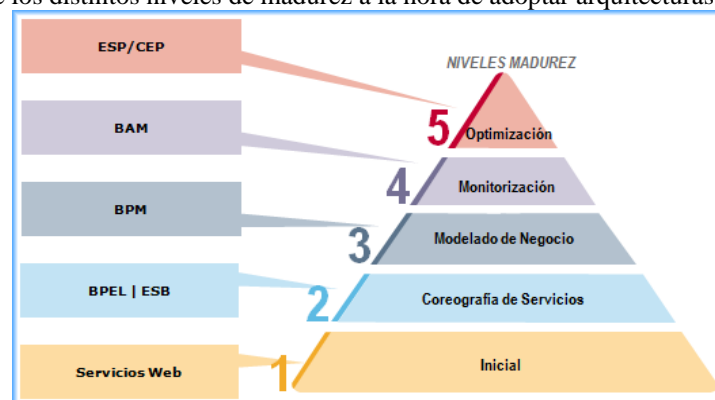 los distintos niveles de madurez a la hora de adoptar arquitecturas
ESP/CEP
NIVELES MADUREZ
5
Optimización
BAM
4
Monitorización
BPM
3
Modelado de Negocio
BPEL | ESB
2
Coreografía de Servicios
Servicios Web
1
Inicial